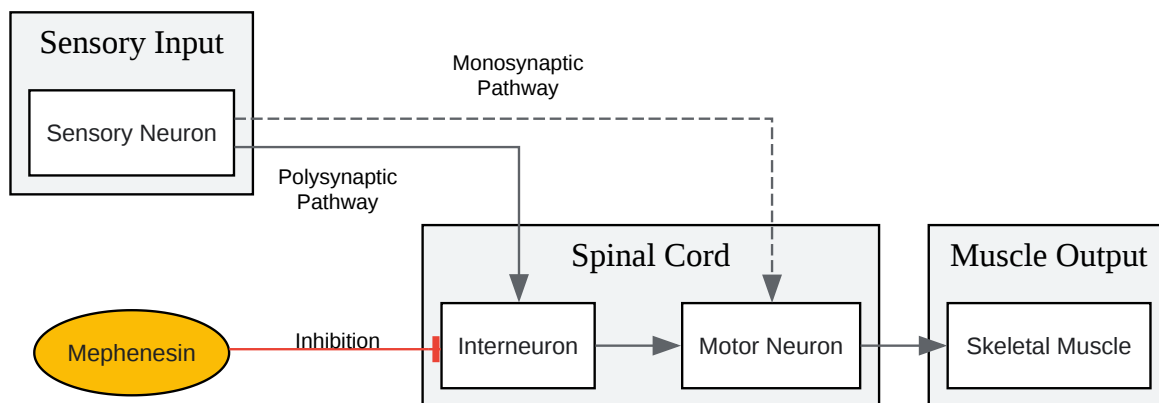 Sensory Input
Sensory Neuron
Monosynaptic
Pathway
Polysynaptic
Pathway
Spinal Cord
Muscle Output
Mephenesin
Inhibition
Interneuron
Motor Neuron
Skeletal Muscle